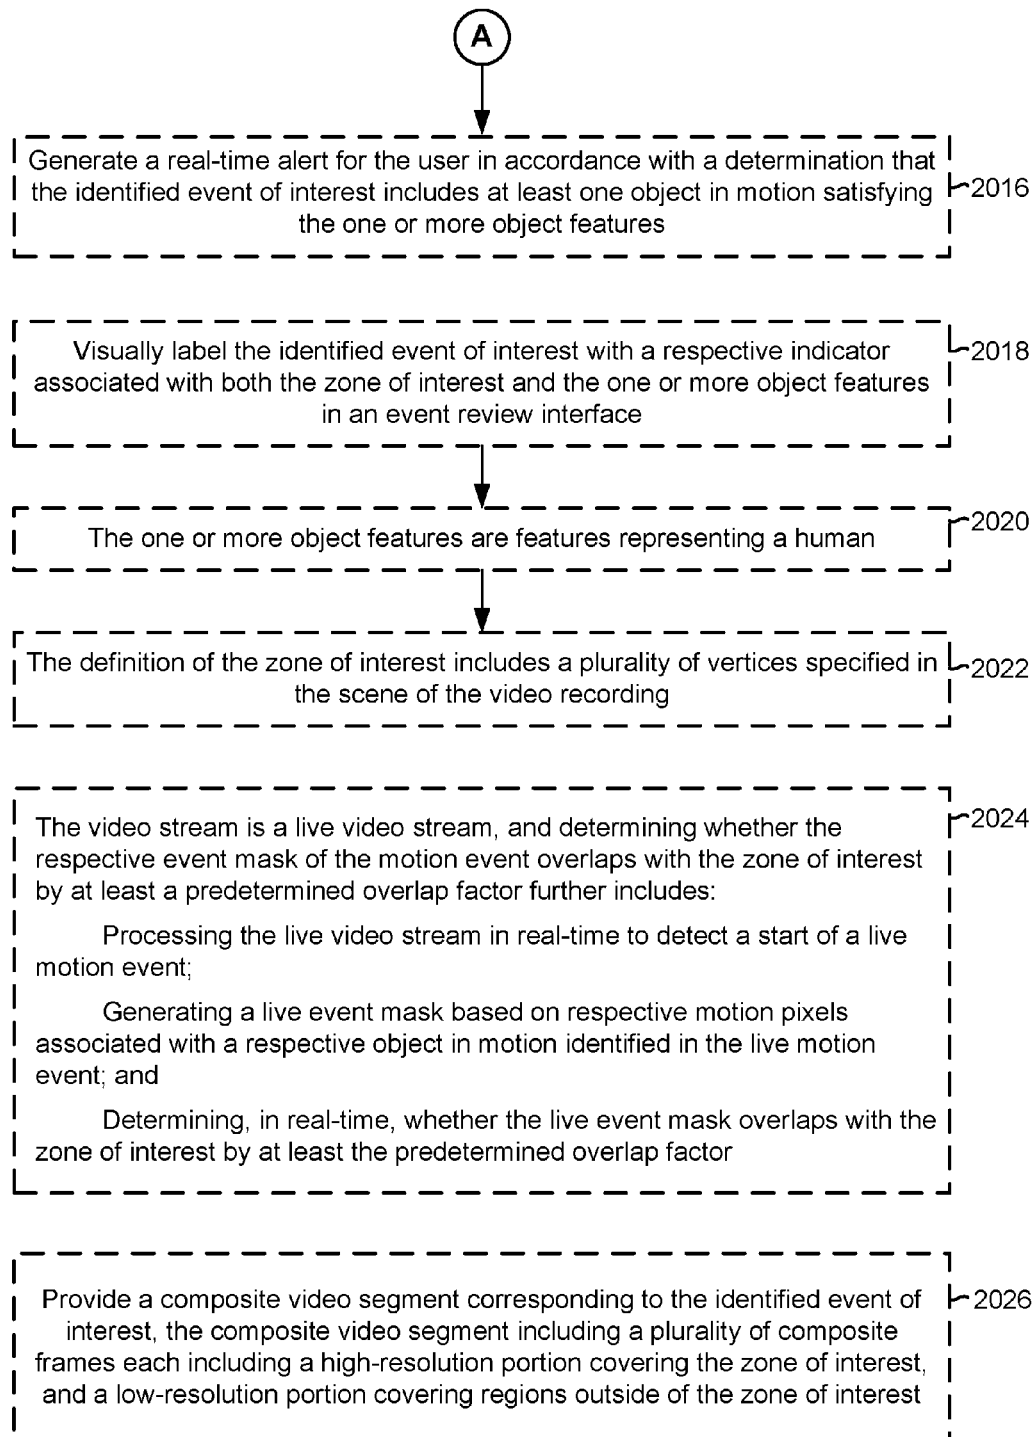 A
Generate a real-time alert for the user in accordance with a determination that
the identified event of interest includes at least one object in motion satisfying
the one or more object features
2016
Visually label the identified event of interest with a respective indicator
associated with both the zone of interest and the one or more object features
in an event review interface
2018
The one or more object features are features representing a human
2020
The definition of the zone of interest includes a plurality of vertices specified in
the scene of the video recording
2022
The video stream is a live video stream, and determining whether the
respective event mask of the motion event overlaps with the zone of interest
by at least a predetermined overlap factor further includes:
Processing the live video stream in real-time to detect a start of a live
motion event;
Generating a live event mask based on respective motion pixels
associated with a respective object in motion identified in the live motion
event; and
Determining, in real-time, whether the live event mask overlaps with the
zone of interest by at least the predetermined overlap factor
2024
Provide a composite video segment corresponding to the identified event of
interest, the composite video segment including a plurality of composite
frames each including a high-resolution portion covering the zone of interest,
and a low-resolution portion covering regions outside of the zone of interest
2026